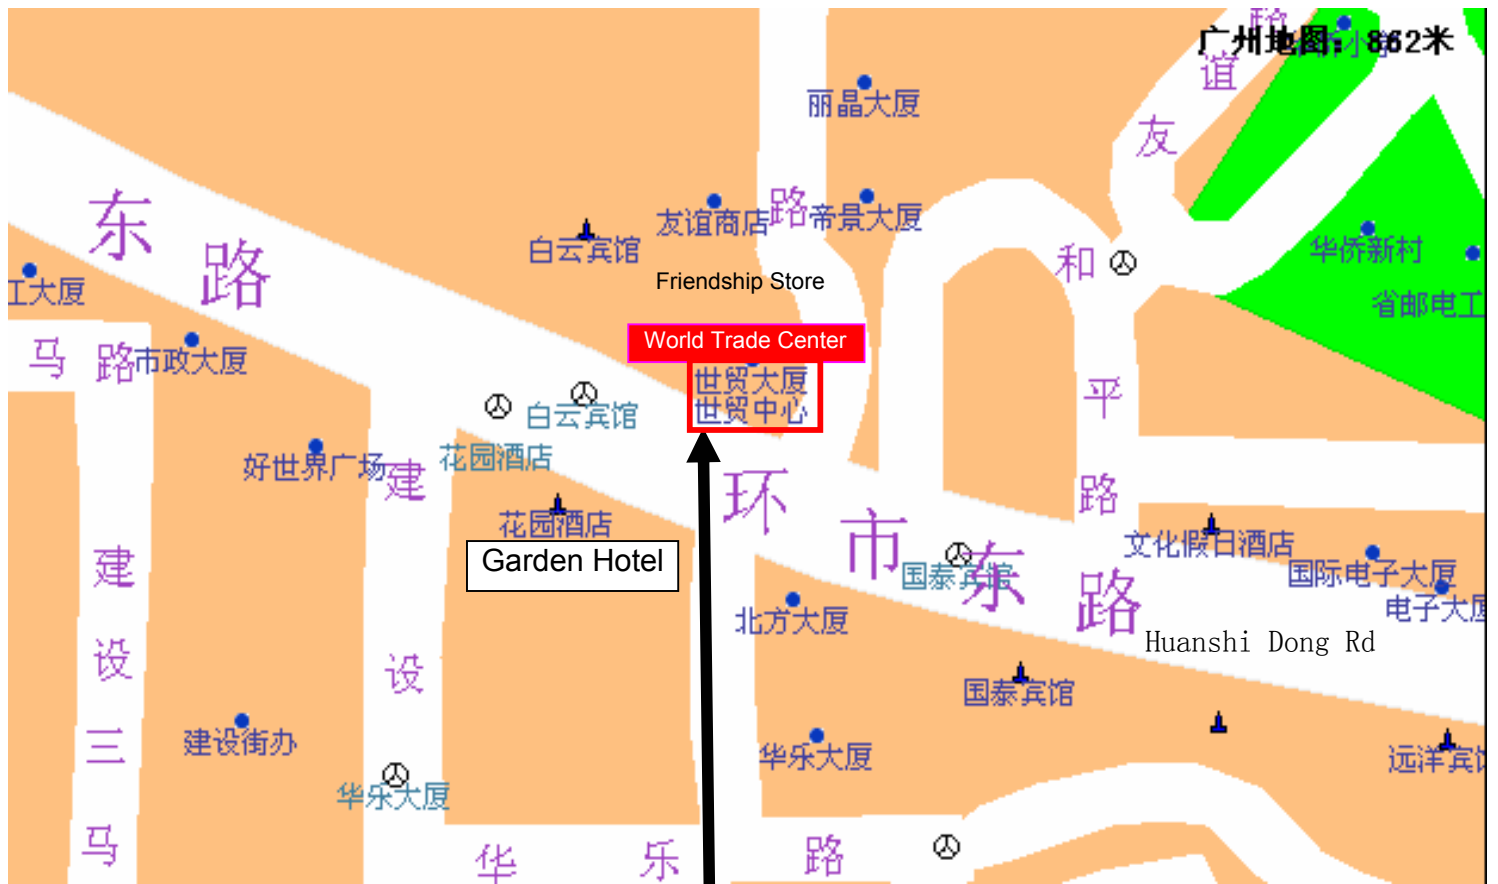 路
广州地图：862米
谊
丽晶大厦
友
东
路
友谊商店
路
帝景大厦
白云宾馆
和
华侨新村
工大厦
Friendship Store
省邮电工
World Trade Center
马
路
市政大厦
世贸大厦
世贸中心
平
白云宾馆
花园酒店
好世界广场
建
环
路
花园酒店
市
文化假日酒店
Garden Hotel
国泰宾馆
东
国际电子大厦
建
路
电子大厦
北方大厦
Huanshi Dong Rd
设
设
国泰宾馆
建设街办
三
华乐大厦
远洋宾馆
华乐大厦
马
华
乐
路